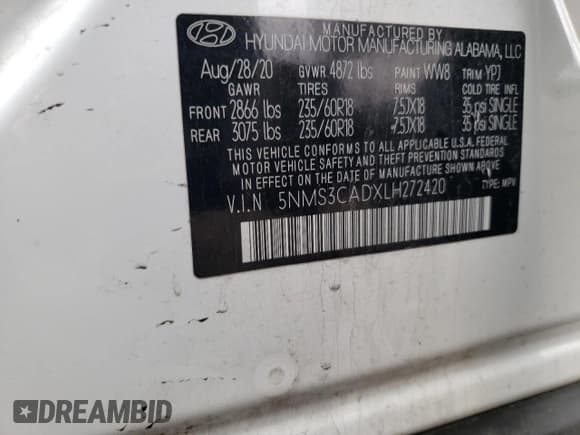 MANUFACTURED BY
HYUNDAI MOTOR MANUFACTURING ALABAMA, LLC
Aug/28/20 GVWR 4872 lbs PAINT WW8 TRIM YPJ
GAWR TIRES RIMS COLD TIRE INFL
FRONT 2866 lbs 235/60R18 7.5JX18 35 psi SINGLE
REAR 3075 lbs 235/60R18 7.5JX18 35 psi SINGLE
THIS VEHICLE CONFORMS TO ALL APPLICABLE U.S.A. FEDERAL
MOTOR VEHICLE SAFETY AND THEFT PREVENTION STANDARDS
IN EFFECT ON THE DATE OF MANUFACTURE SHOWN ABOVE.
V.I.N 5NMS3CADXLH272420 TYPE: MPV
DREAMBID